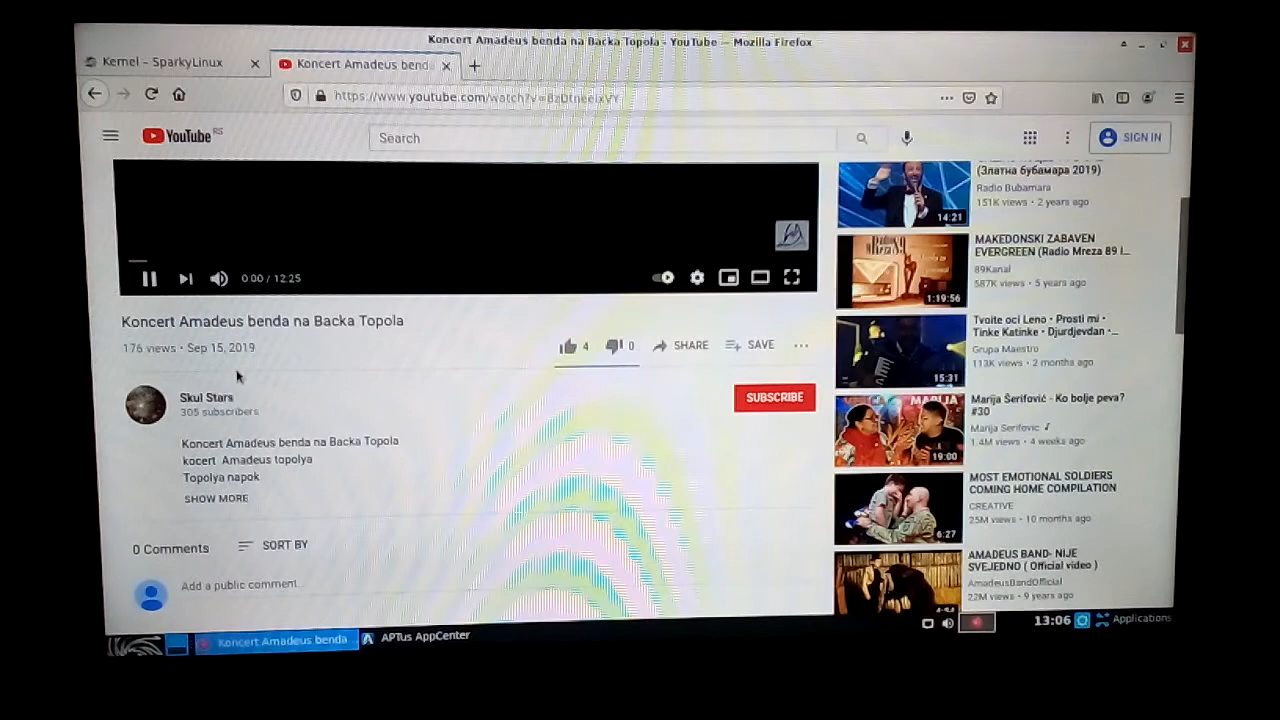 Koncert Amadeus benda na Backa Topola - YouTube — Mozilla Firefox
Kernel – SparkyLinux
Koncert Amadeus bend
YouTube RS
Search
SIGN IN
0:00 / 12:25
Koncert Amadeus benda na Backa Topola
176 views • Sep 15, 2019
4
0
SHARE
SAVE
Skul Stars
305 subscribers
SUBSCRIBE
Koncert Amadeus benda na Backa Topola
kocert Amadeus topolya
Topolya napok
SHOW MORE
0 Comments
SORT BY
Add a public comment...
(Златна бубамара 2019)
Radio Bubamara
151K views • 2 years ago
14:21
MAKEDONSKI ZABAVEN
EVERGREEN (Radio Mreza 89 I...
89Kanal
587K views • 5 years ago
1:19:56
Tvoite oci Leno • Prosti mi •
Tinke Katinke • Djurdjevdan •...
Grupa Maestro
113K views • 2 months ago
15:31
Marija Šerifović - Ko bolje peva?
#30
Marija Serifovic
1.4M views • 4 weeks ago
MARIJA
19:00
MOST EMOTIONAL SOLDIERS
COMING HOME COMPILATION
CREATIVE
25M views • 10 months ago
6:27
AMADEUS BAND- NIJE
SVEJEDNO ( Official video )
AmadeusBandOfficial
22M views • 9 years ago
Koncert Amadeus benda
APTus AppCenter
13:06
Applications